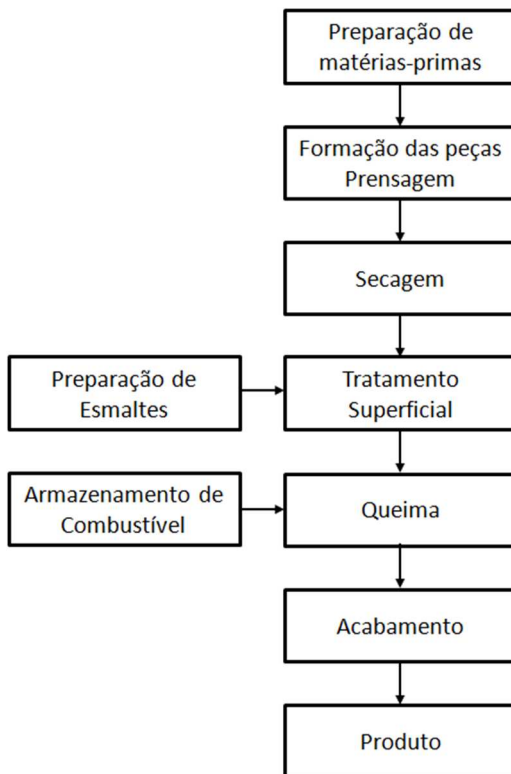 Preparação de
matérias-primas
Formação das peças
Prensagem
Secagem
Preparação de
Esmaltes
Tratamento
Superficial
Armazenamento de
Combustível
Queima
Acabamento
Produto